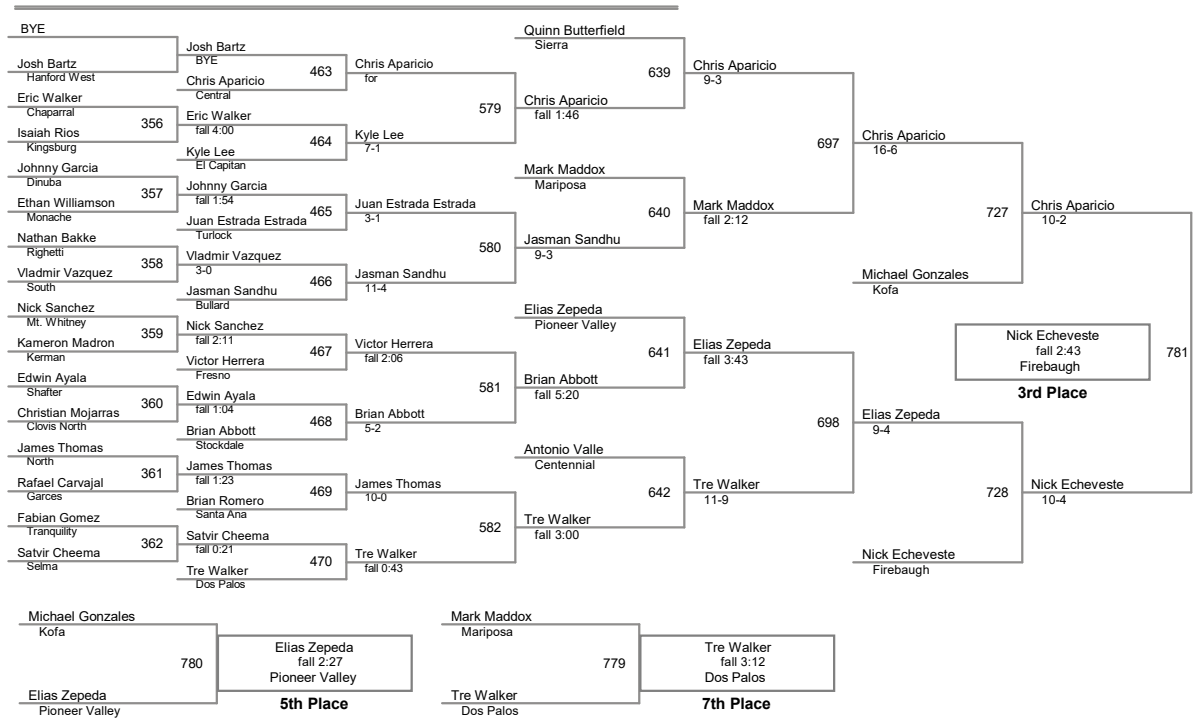 BYE
Josh Bartz
Hanford West
Eric Walker
Chaparral
356
Isaiah Rios
Kingsburg
Johnny Garcia
Dinuba
357
Ethan Williamson
Monache
Nathan Bakke
Righetti
358
Vladmir Vazquez
South
Nick Sanchez
Mt. Whitney
359
Kameron Madron
Kerman
Edwin Ayala
Shafter
360
Christian Mojarras
Clovis North
James Thomas
North
361
Rafael Carvajal
Garces
Fabian Gomez
Tranquility
362
Satvir Cheema
Selma
Josh Bartz
BYE
463
Chris Aparicio
Central
Eric Walker
fall 4:00
464
Kyle Lee
El Capitan
Johnny Garcia
fall 1:54
465
Juan Estrada Estrada
Turlock
Vladmir Vazquez
3-0
466
Jasman Sandhu
Bullard
Nick Sanchez
fall 2:11
467
Victor Herrera
Fresno
Edwin Ayala
fall 1:04
468
Brian Abbott
Stockdale
James Thomas
fall 1:23
469
Brian Romero
Santa Ana
Satvir Cheema
fall 0:21
470
Tre Walker
Dos Palos
Chris Aparicio
for
579
Kyle Lee
7-1
Juan Estrada Estrada
3-1
580
Jasman Sandhu
11-4
Victor Herrera
fall 2:06
581
Brian Abbott
5-2
James Thomas
10-0
582
Tre Walker
fall 0:43
Quinn Butterfield
Sierra
639
Chris Aparicio
fall 1:46
Mark Maddox
Mariposa
640
Jasman Sandhu
9-3
Elias Zepeda
Pioneer Valley
641
Brian Abbott
fall 5:20
Antonio Valle
Centennial
642
Tre Walker
fall 3:00
Chris Aparicio
9-3
697
Mark Maddox
fall 2:12
Elias Zepeda
fall 3:43
698
Tre Walker
11-9
Chris Aparicio
16-6
727
Michael Gonzales
Kofa
Elias Zepeda
9-4
728
Nick Echeveste
Firebaugh
Chris Aparicio
10-2
781
Nick Echeveste
10-4
Nick Echeveste
fall 2:43
Firebaugh
3rd Place
Michael Gonzales
Kofa
780
Elias Zepeda
Pioneer Valley
Elias Zepeda
fall 2:27
Pioneer Valley
5th Place
Mark Maddox
Mariposa
779
Tre Walker
Dos Palos
Tre Walker
fall 3:12
Dos Palos
7th Place